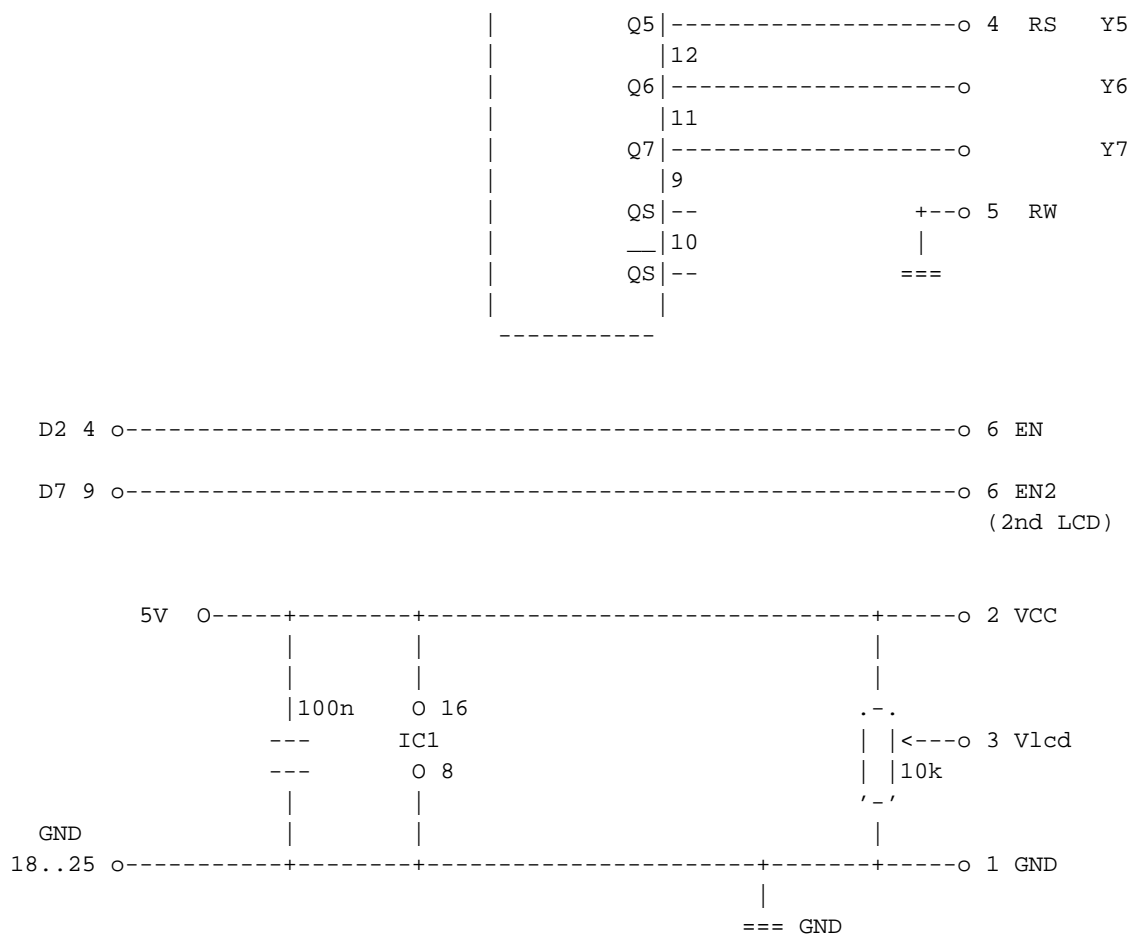 Q5 4 RS Y5
12
Q6 Y6
11
Q7 Y7
9
QS 5 RW
10
QS
D2 4 6 EN
D7 9 6 EN2
(2nd LCD)
5V 2 VCC
100n 16
IC1 3 Vlcd
8 10k
GND
18..25 1 GND
GND